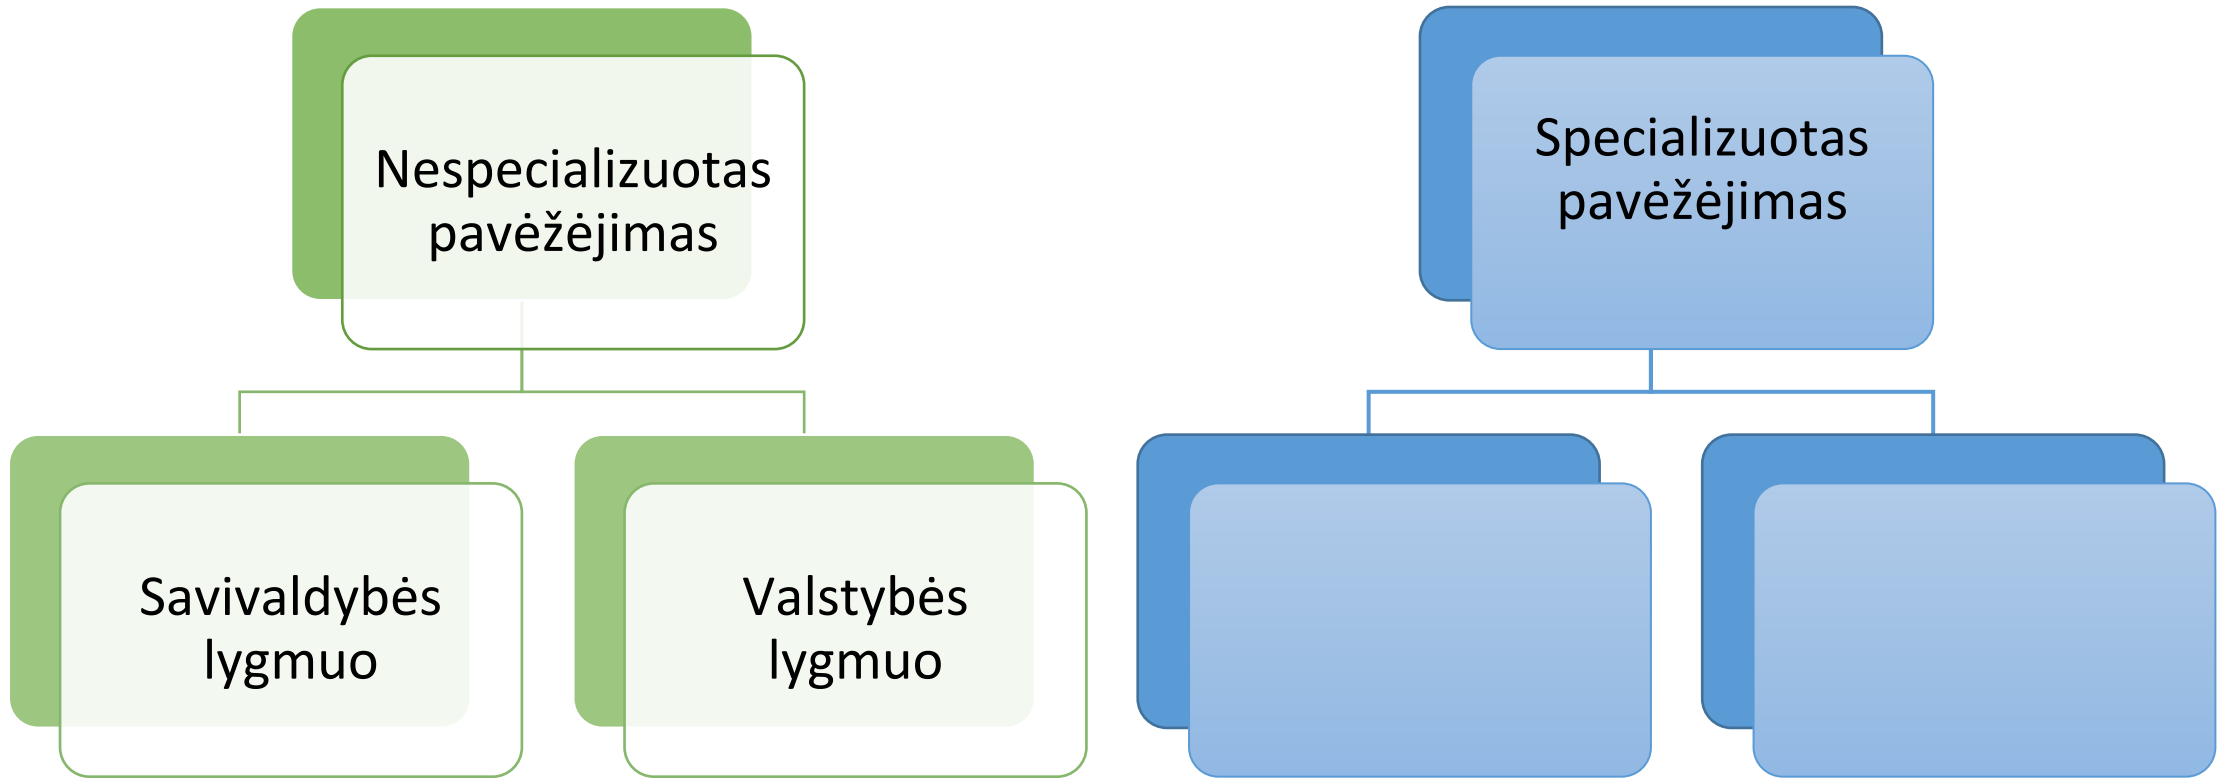 Nespecializuotas
pavėžėjimas
Specializuotas
pavėžėjimas
Savivaldybės
lygmuo
Valstybės
lygmuo